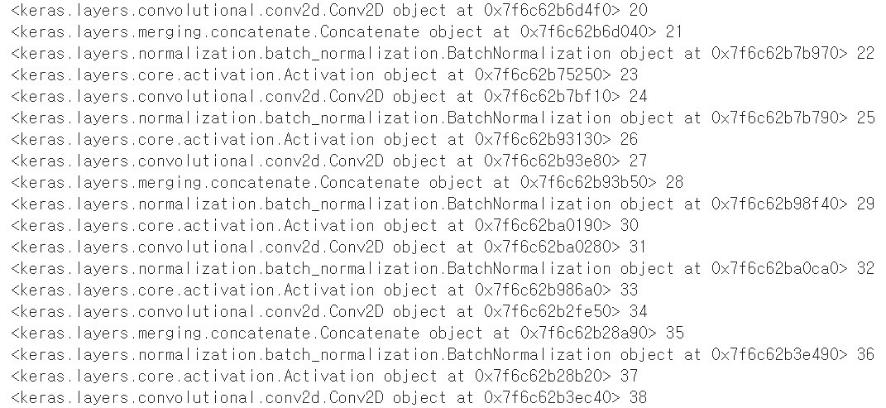 <keras.layers.convolutional.conv2d.Conv2D object at 0x7f6c62b6d4f0> 20
<keras.layers.merging.concatenate.Concatenate object at 0x7f6c62b6d040> 21
<keras.layers.normalization.batch_normalization.BatchNormalization object at 0x7f6c62b7b970> 22
<keras.layers.core.activation.Activation object at 0x7f6c62b75250> 23
<keras.layers.convolutional.conv2d.Conv2D object at 0x7f6c62b7bf10> 24
<keras.layers.normalization.batch_normalization.BatchNormalization object at 0x7f6c62b7b790> 25
<keras.layers.core.activation.Activation object at 0x7f6c62b93130> 26
<keras.layers.convolutional.conv2d.Conv2D object at 0x7f6c62b93e80> 27
<keras.layers.merging.concatenate.Concatenate object at 0x7f6c62b93b50> 28
<keras.layers.normalization.batch_normalization.BatchNormalization object at 0x7f6c62b98f40> 29
<keras.layers.core.activation.Activation object at 0x7f6c62ba0190> 30
<keras.layers.convolutional.conv2d.Conv2D object at 0x7f6c62ba0280> 31
<keras.layers.normalization.batch_normalization.BatchNormalization object at 0x7f6c62ba0ca0> 32
<keras.layers.core.activation.Activation object at 0x7f6c62b986a0> 33
<keras.layers.convolutional.conv2d.Conv2D object at 0x7f6c62b2fe50> 34
<keras.layers.merging.concatenate.Concatenate object at 0x7f6c62b28a90> 35
<keras.layers.normalization.batch_normalization.BatchNormalization object at 0x7f6c62b3e490> 36
<keras.layers.core.activation.Activation object at 0x7f6c62b28b20> 37
<keras.layers.convolutional.conv2d.Conv2D object at 0x7f6c62b3ec40> 38